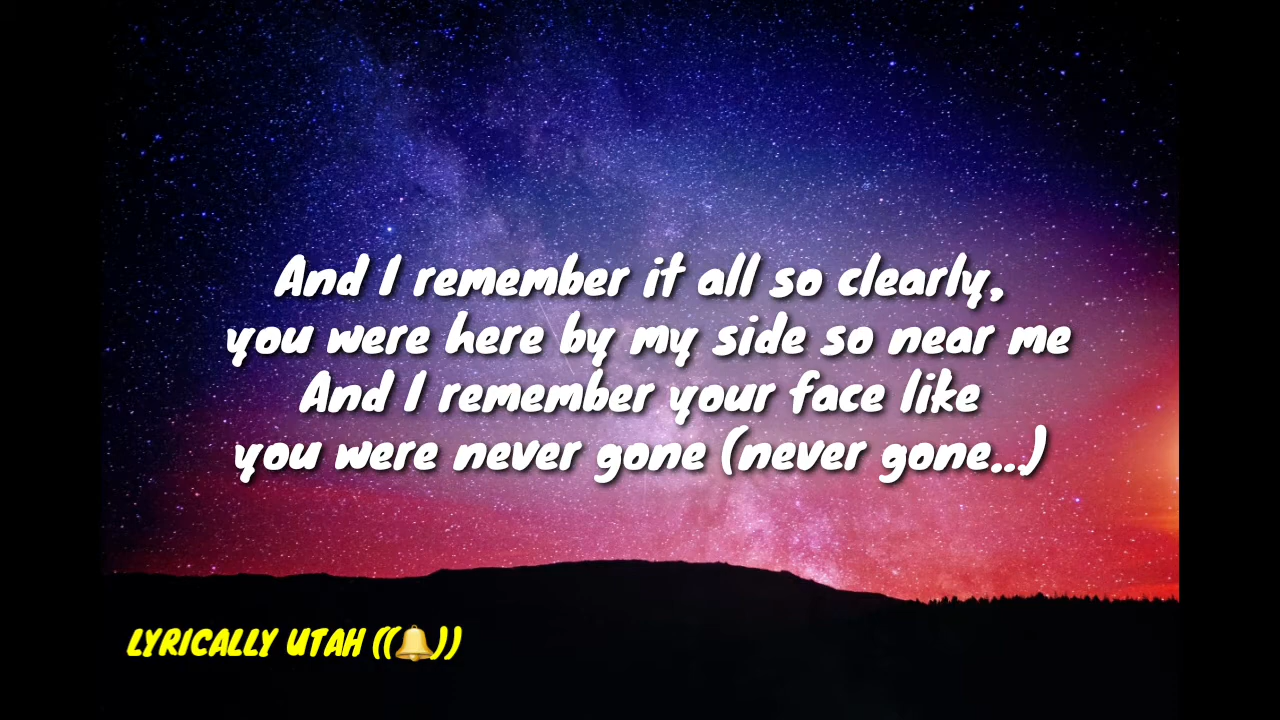 And I remember it all so clearly,
you were here by my side so near me
And I remember your face like
you were never gone (never gone...)
LYRICALLY UTAH ((🔔))